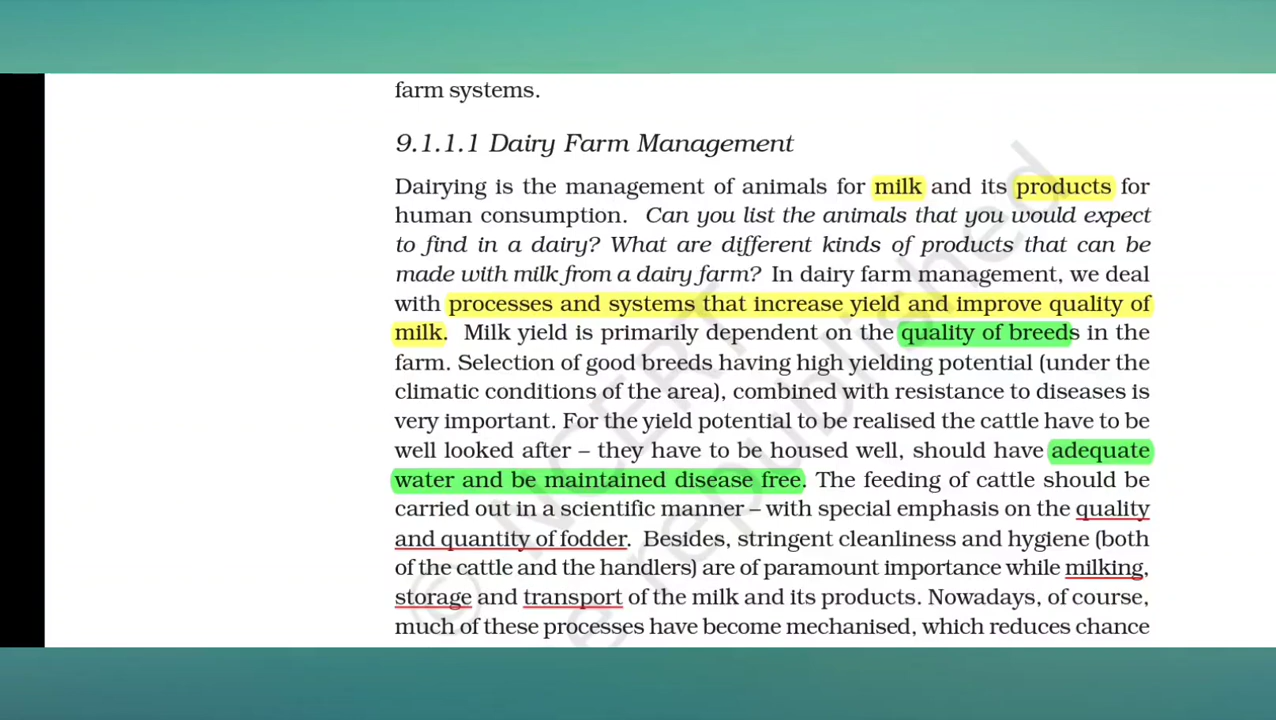 farm systems.
9.1.1.1 Dairy Farm Management
Dairying is the management of animals for milk and its products for
human consumption. Can you list the animals that you would expect
to find in a dairy? What are different kinds of products that can be
made with milk from a dairy farm? In dairy farm management, we deal
with processes and systems that increase yield and improve quality of
milk. Milk yield is primarily dependent on the quality of breeds in the
farm. Selection of good breeds having high yielding potential (under the
climatic conditions of the area), combined with resistance to diseases is
very important. For the yield potential to be realised the cattle have to be
well looked after – they have to be housed well, should have adequate
water and be maintained disease free. The feeding of cattle should be
carried out in a scientific manner – with special emphasis on the quality
and quantity of fodder. Besides, stringent cleanliness and hygiene (both
of the cattle and the handlers) are of paramount importance while milking,
storage and transport of the milk and its products. Nowadays, of course,
much of these processes have become mechanised, which reduces chance
© NCERT
republished